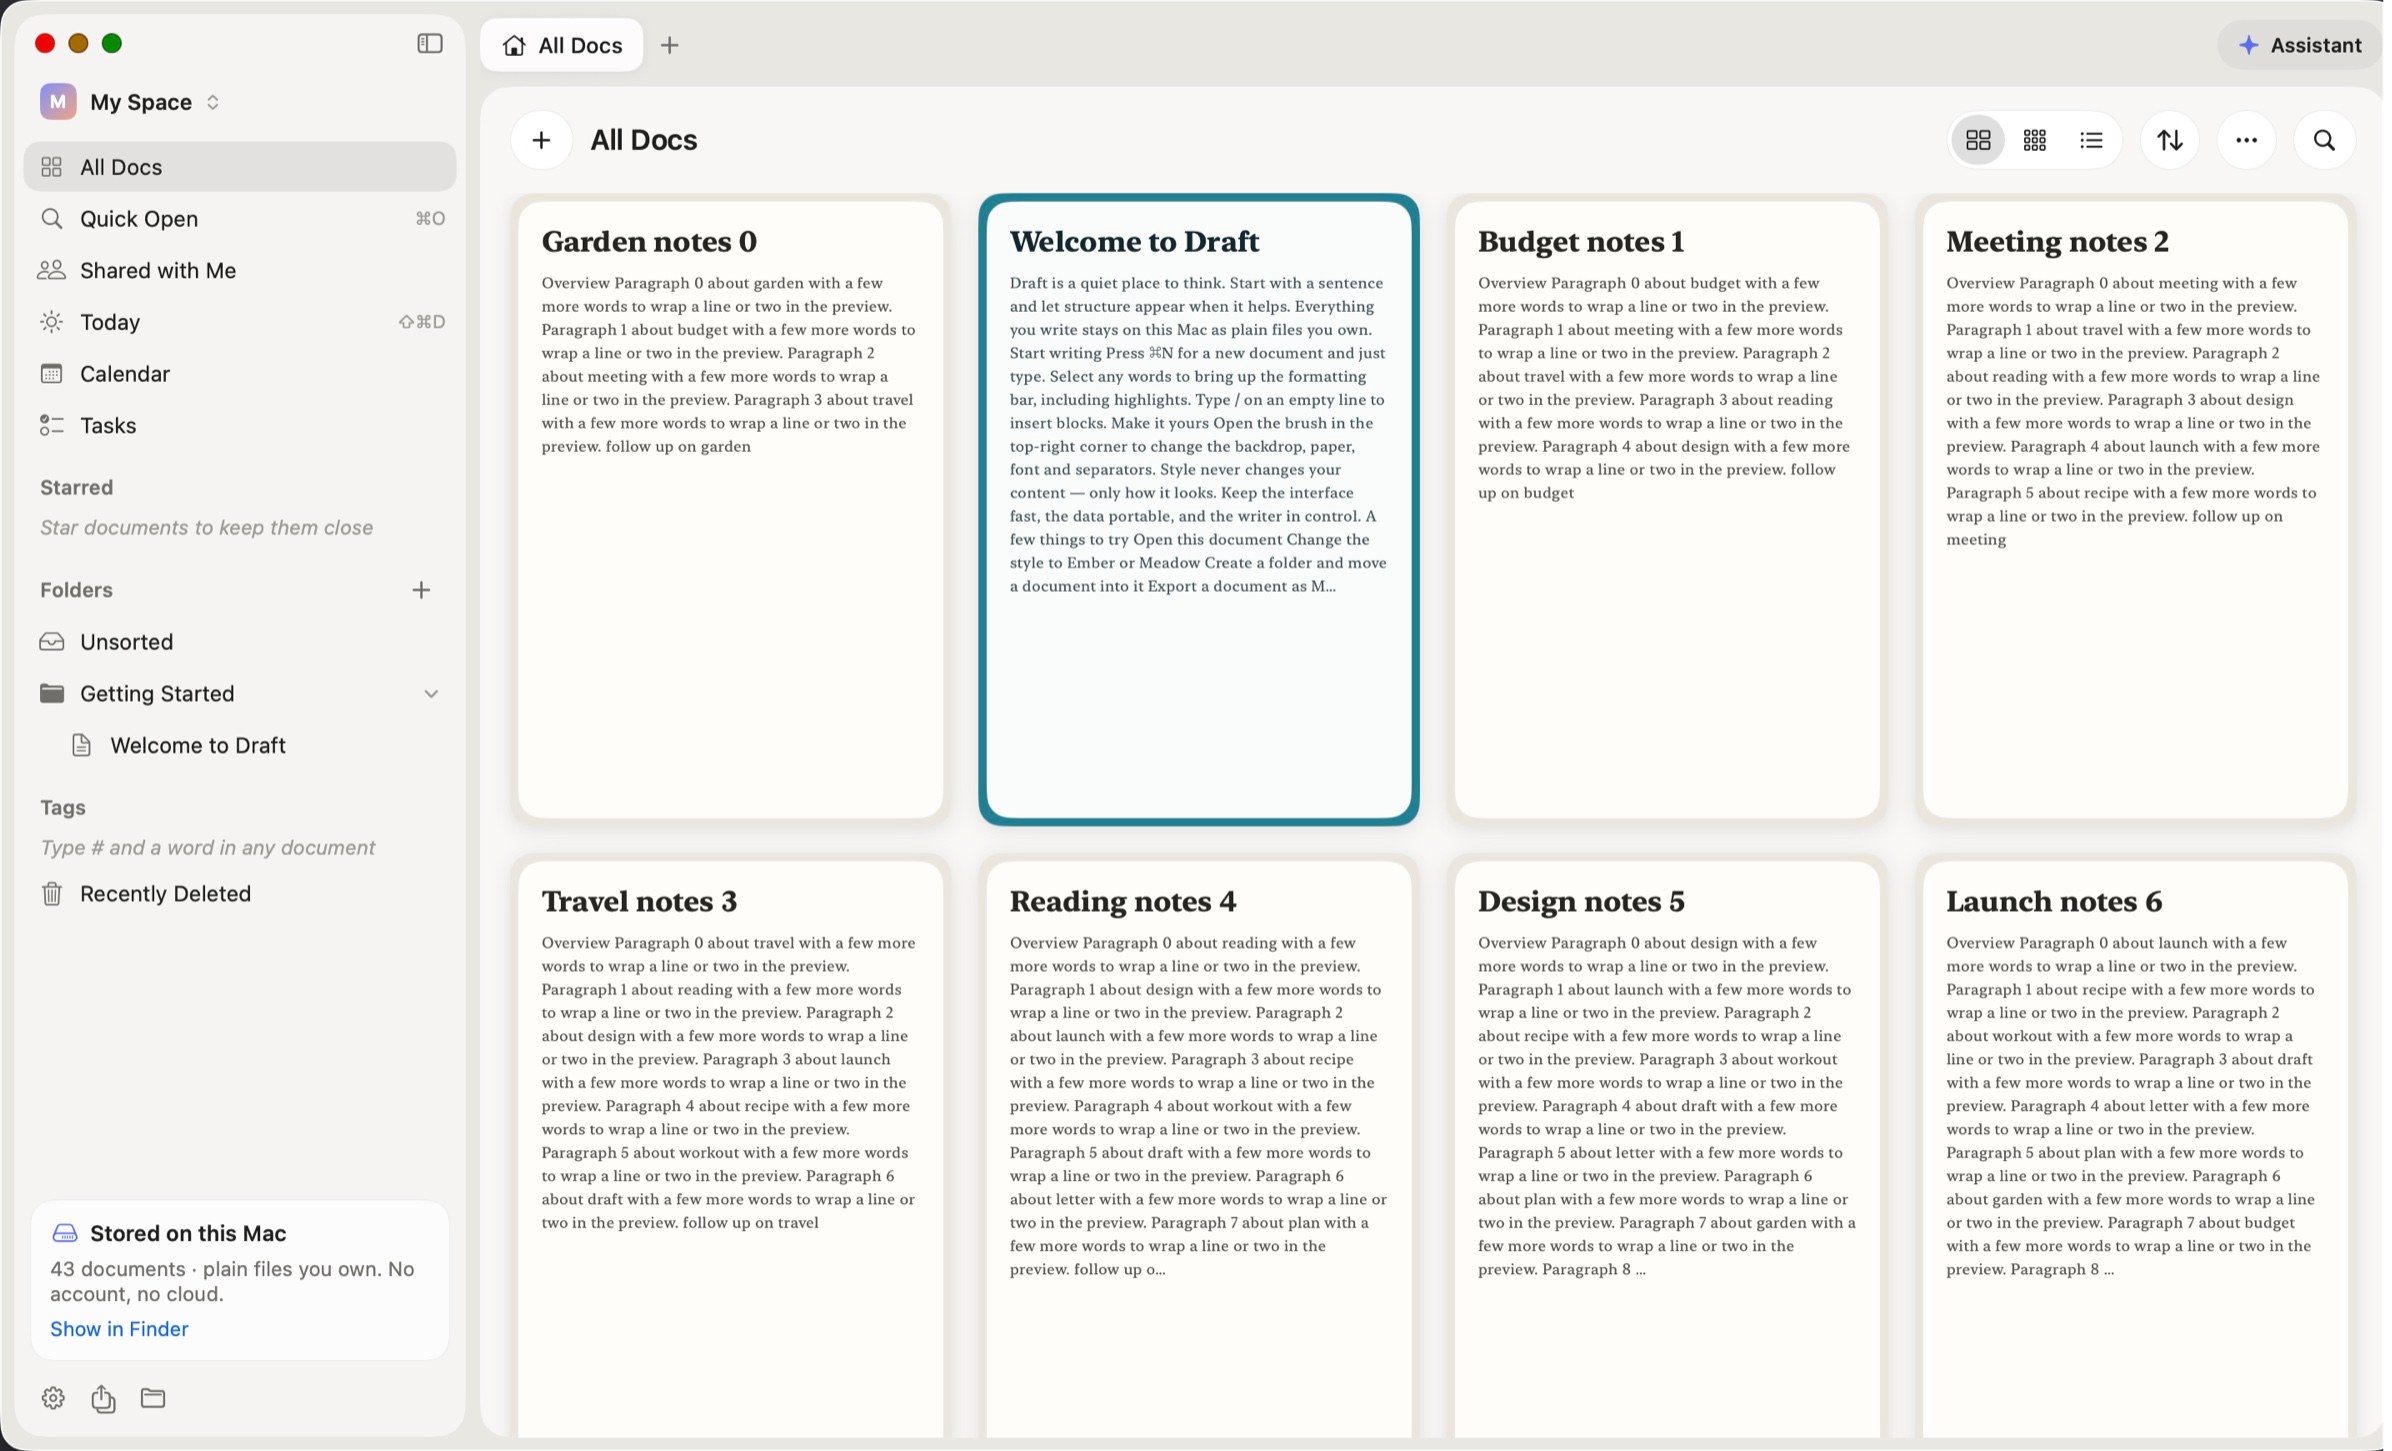 All Docs
Assistant
M
My Space
All Docs
Quick Open ⌘O
Shared with Me
Today ⇧⌘D
Calendar
Tasks
Starred
Star documents to keep them close
Folders
Unsorted
Getting Started
Welcome to Draft
Tags
Type # and a word in any document
Recently Deleted
Stored on this Mac
43 documents · plain files you own. No
account, no cloud.
Show in Finder
All Docs
Garden notes 0
Overview Paragraph 0 about garden with a few
more words to wrap a line or two in the preview.
Paragraph 1 about budget with a few more words to
wrap a line or two in the preview. Paragraph 2
about meeting with a few more words to wrap a
line or two in the preview. Paragraph 3 about travel
with a few more words to wrap a line or two in the
preview. follow up on garden
Welcome to Draft
Draft is a quiet place to think. Start with a sentence
and let structure appear when it helps. Everything
you write stays on this Mac as plain files you own.
Start writing Press ⌘N for a new document and just
type. Select any words to bring up the formatting
bar, including highlights. Type / on an empty line to
insert blocks. Make it yours Open the brush in the
top-right corner to change the backdrop, paper,
font and separators. Style never changes your
content — only how it looks. Keep the interface
fast, the data portable, and the writer in control. A
few things to try Open this document Change the
style to Ember or Meadow Create a folder and move
a document into it Export a document as M...
Budget notes 1
Overview Paragraph 0 about budget with a few
more words to wrap a line or two in the preview.
Paragraph 1 about meeting with a few more words
to wrap a line or two in the preview. Paragraph 2
about travel with a few more words to wrap a line
or two in the preview. Paragraph 3 about reading
with a few more words to wrap a line or two in the
preview. Paragraph 4 about design with a few more
words to wrap a line or two in the preview. follow
up on budget
Meeting notes 2
Overview Paragraph 0 about meeting with a few
more words to wrap a line or two in the preview.
Paragraph 1 about travel with a few more words to
wrap a line or two in the preview. Paragraph 2
about reading with a few more words to wrap a line
or two in the preview. Paragraph 3 about design
with a few more words to wrap a line or two in the
preview. Paragraph 4 about launch with a few more
words to wrap a line or two in the preview.
Paragraph 5 about recipe with a few more words to
wrap a line or two in the preview. follow up on
meeting
Travel notes 3
Overview Paragraph 0 about travel with a few more
words to wrap a line or two in the preview.
Paragraph 1 about reading with a few more words
to wrap a line or two in the preview. Paragraph 2
about design with a few more words to wrap a line
or two in the preview. Paragraph 3 about launch
with a few more words to wrap a line or two in the
preview. Paragraph 4 about recipe with a few more
words to wrap a line or two in the preview.
Paragraph 5 about workout with a few more words
to wrap a line or two in the preview. Paragraph 6
about draft with a few more words to wrap a line or
two in the preview. follow up on travel
Reading notes 4
Overview Paragraph 0 about reading with a few
more words to wrap a line or two in the preview.
Paragraph 1 about design with a few more words to
wrap a line or two in the preview. Paragraph 2
about launch with a few more words to wrap a line
or two in the preview. Paragraph 3 about recipe
with a few more words to wrap a line or two in the
preview. Paragraph 4 about workout with a few
more words to wrap a line or two in the preview.
Paragraph 5 about draft with a few more words to
wrap a line or two in the preview. Paragraph 6
about letter with a few more words to wrap a line or
two in the preview. Paragraph 7 about plan with a
few more words to wrap a line or two in the
preview. follow up o...
Design notes 5
Overview Paragraph 0 about design with a few
more words to wrap a line or two in the preview.
Paragraph 1 about launch with a few more words to
wrap a line or two in the preview. Paragraph 2
about recipe with a few more words to wrap a line
or two in the preview. Paragraph 3 about workout
with a few more words to wrap a line or two in the
preview. Paragraph 4 about draft with a few more
words to wrap a line or two in the preview.
Paragraph 5 about letter with a few more words to
wrap a line or two in the preview. Paragraph 6
about plan with a few more words to wrap a line or
two in the preview. Paragraph 7 about garden with a
few more words to wrap a line or two in the
preview. Paragraph 8 ...
Launch notes 6
Overview Paragraph 0 about launch with a few
more words to wrap a line or two in the preview.
Paragraph 1 about recipe with a few more words to
wrap a line or two in the preview. Paragraph 2
about workout with a few more words to wrap a
line or two in the preview. Paragraph 3 about draft
with a few more words to wrap a line or two in the
preview. Paragraph 4 about letter with a few more
words to wrap a line or two in the preview.
Paragraph 5 about plan with a few more words to
wrap a line or two in the preview. Paragraph 6
about garden with a few more words to wrap a line
or two in the preview. Paragraph 7 about budget
with a few more words to wrap a line or two in the
preview. Paragraph 8 ...